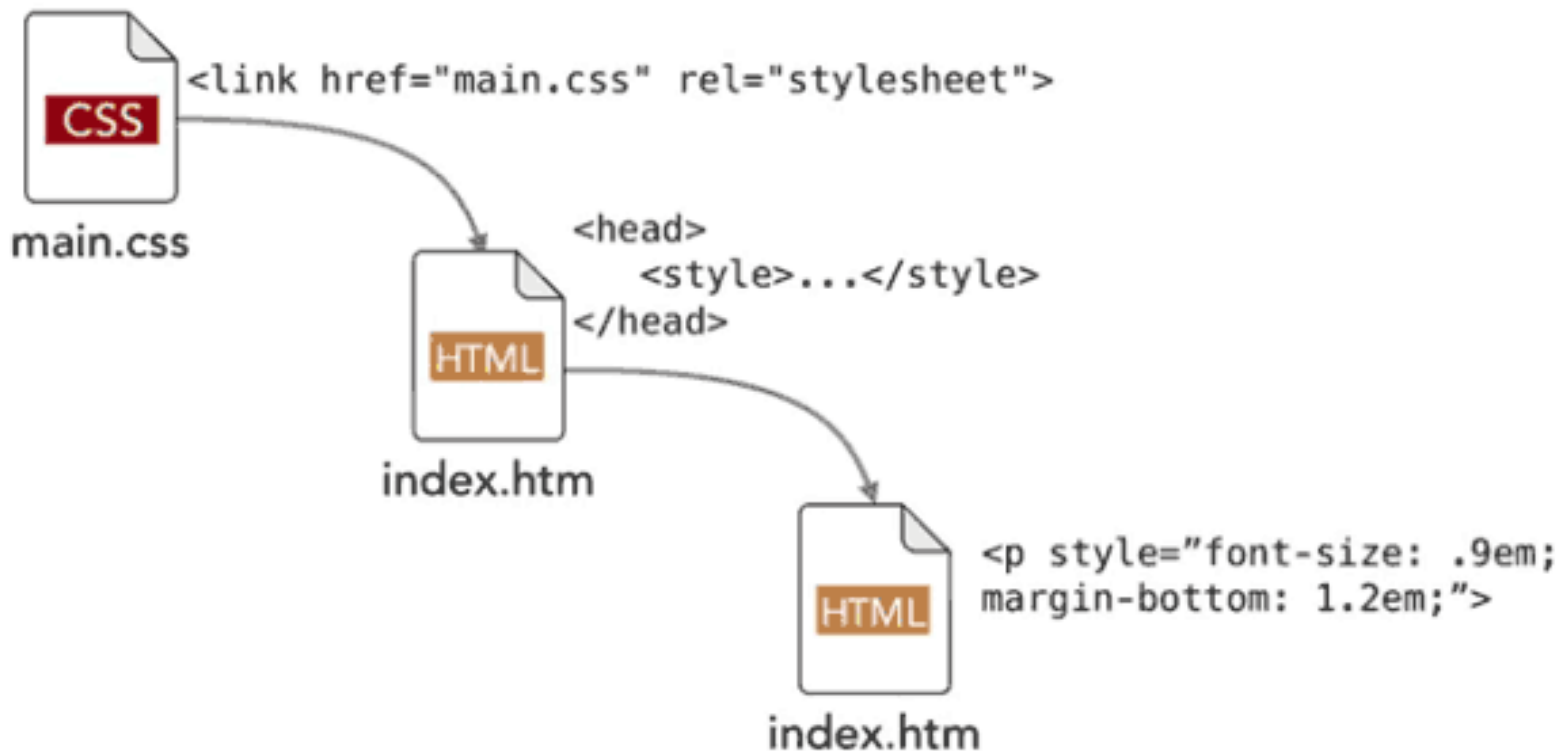 <link href="main.css" rel="stylesheet">
CSS
main.css
<head>
<style>...</style>
</head>
HTML
index.htm
<p style=”font-size: .9em;
margin-bottom: 1.2em;”>
HTML
index.htm